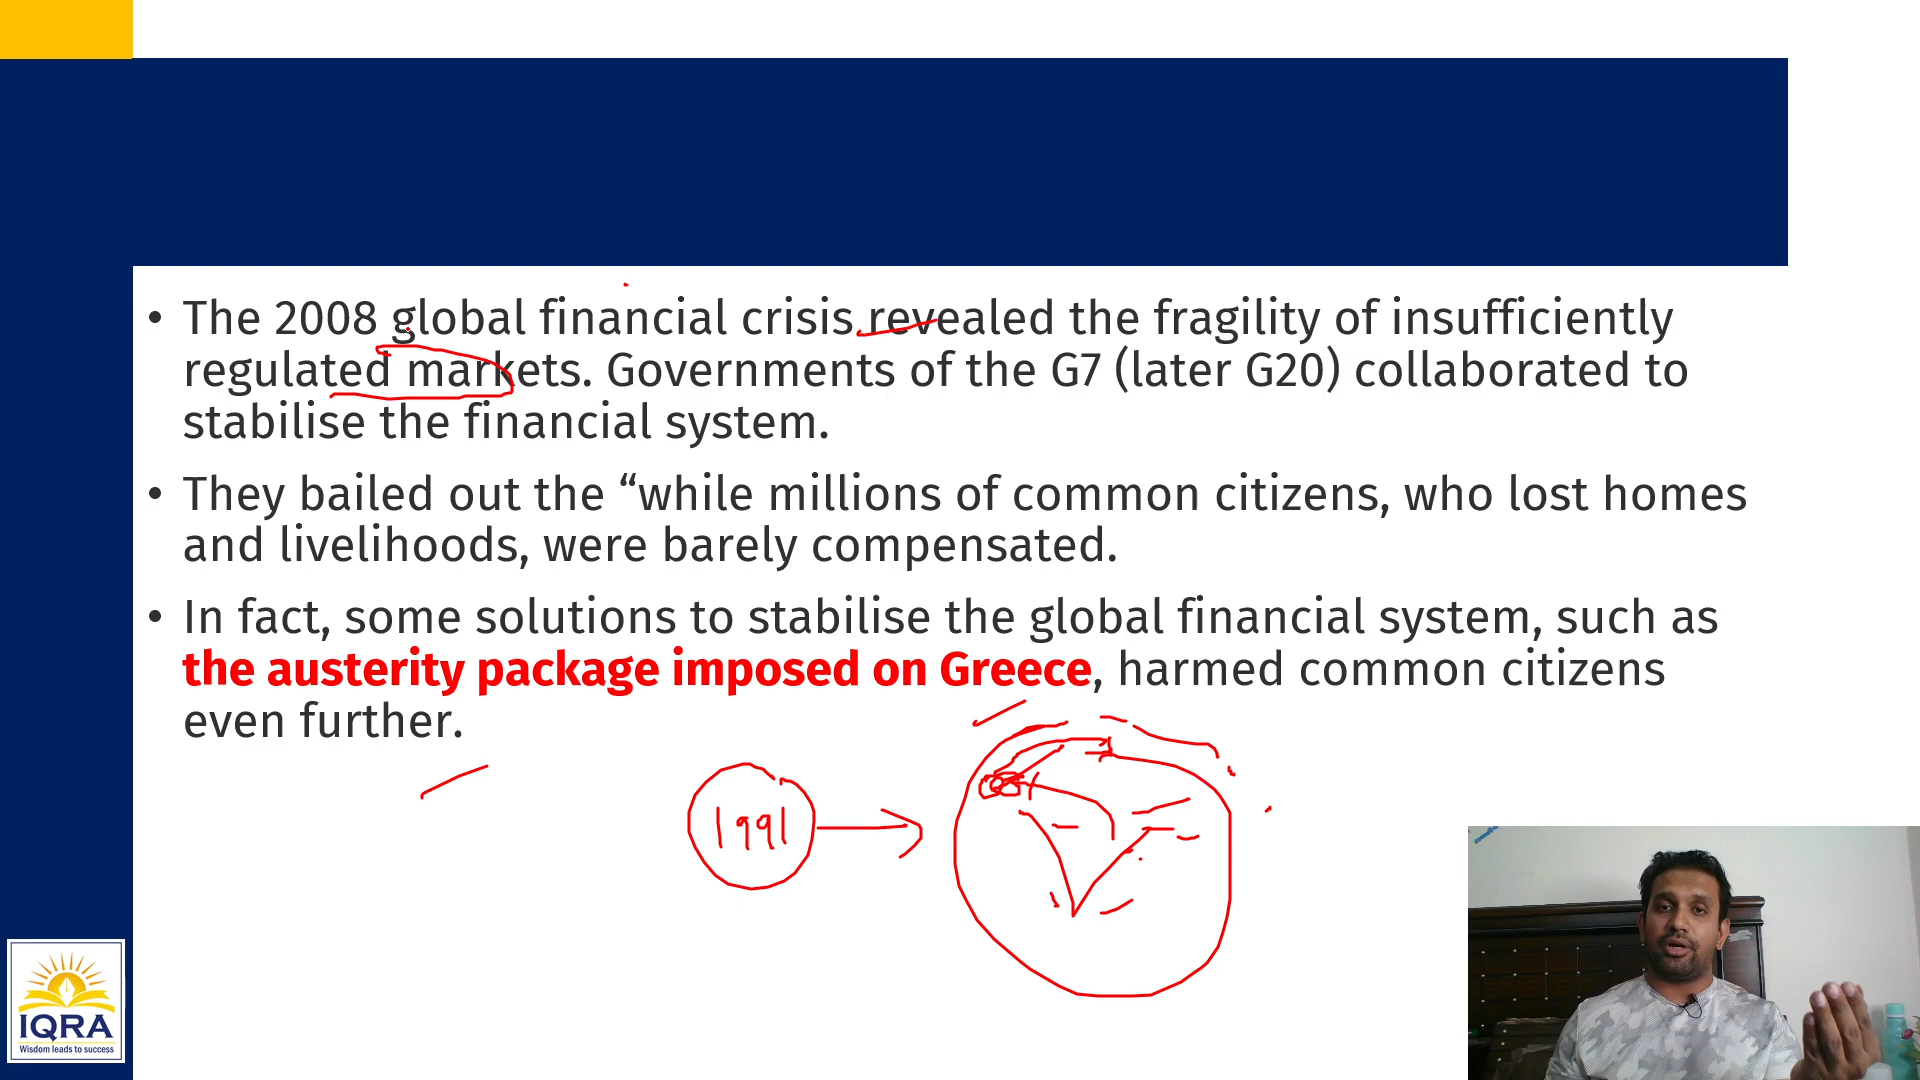 • The 2008 global financial crisis revealed the fragility of insufficiently
regulated markets. Governments of the G7 (later G20) collaborated to
stabilise the financial system.
• They bailed out the “while millions of common citizens, who lost homes
and livelihoods, were barely compensated.
• In fact, some solutions to stabilise the global financial system, such as
the austerity package imposed on Greece, harmed common citizens
even further.
1991
IQRA
Wisdom leads to success